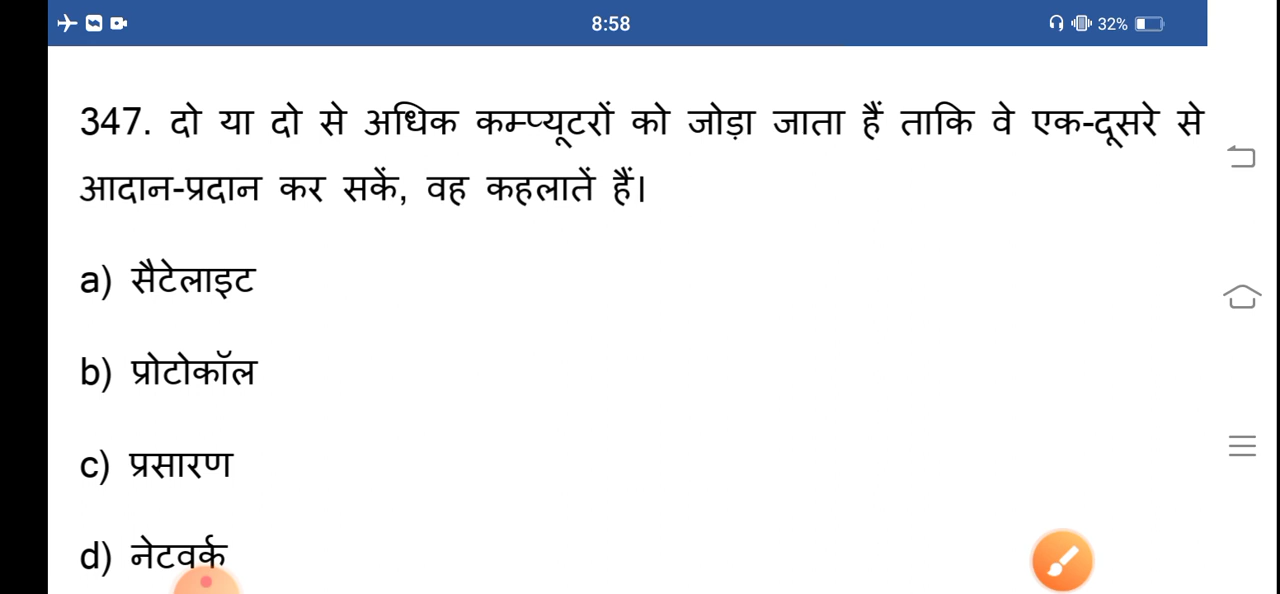 8:58
32%
347. दो या दो से अधिक कम्प्यूटरों को जोड़ा जाता हैं ताकि वे एक-दूसरे से
आदान-प्रदान कर सकें, वह कहलातें हैं।
a) सैटेलाइट
b) प्रोटोकॉल
c) प्रसारण
d) नेटवर्क